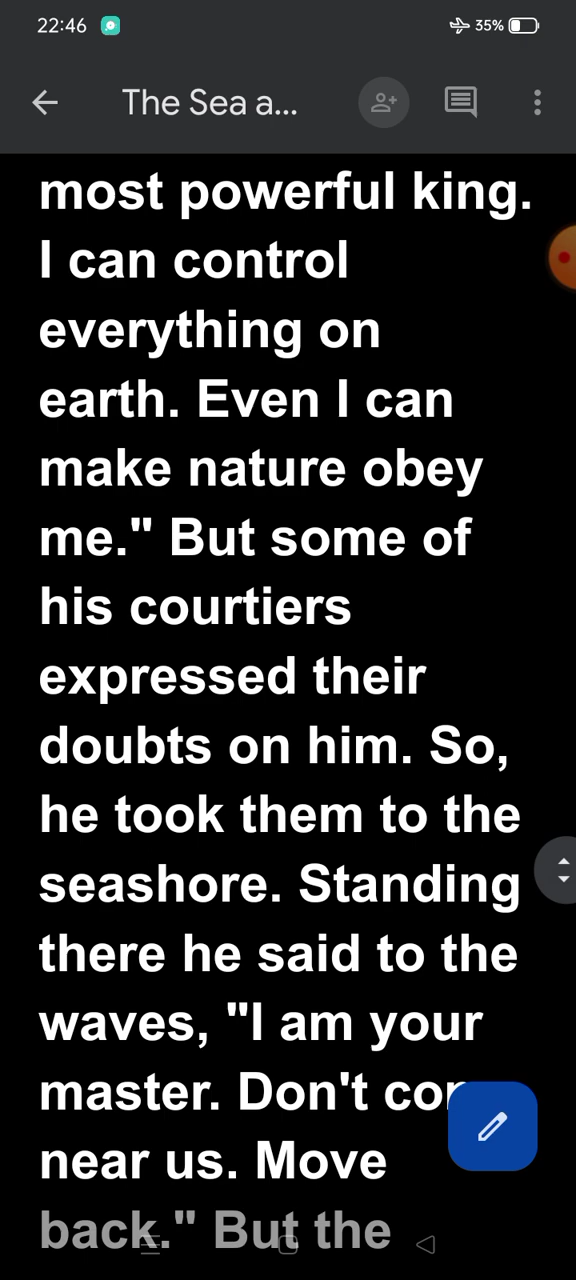 22:46
35%
The Sea a...
most powerful king.
I can control
everything on
earth. Even I can
make nature obey
me." But some of
his courtiers
expressed their
doubts on him. So,
he took them to the
seashore. Standing
there he said to the
waves, "I am your
master. Don't
near us. Move
back." But the